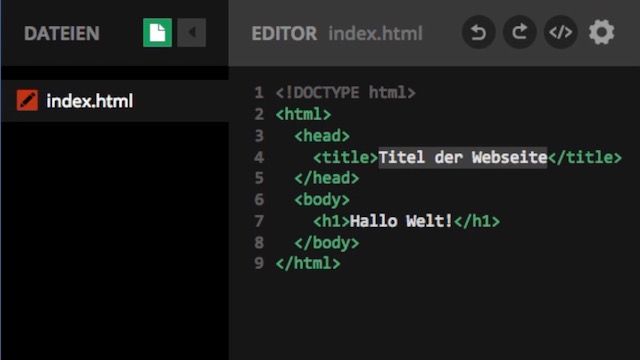 DATEIEN
EDITOR index.html
index.html
1 <!DOCTYPE html>
2 <html>
3 <head>
4 <title>Titel der Webseite</title>
5 </head>
6 <body>
7 <h1>Hallo Welt!</h1>
8 </body>
9 </html>